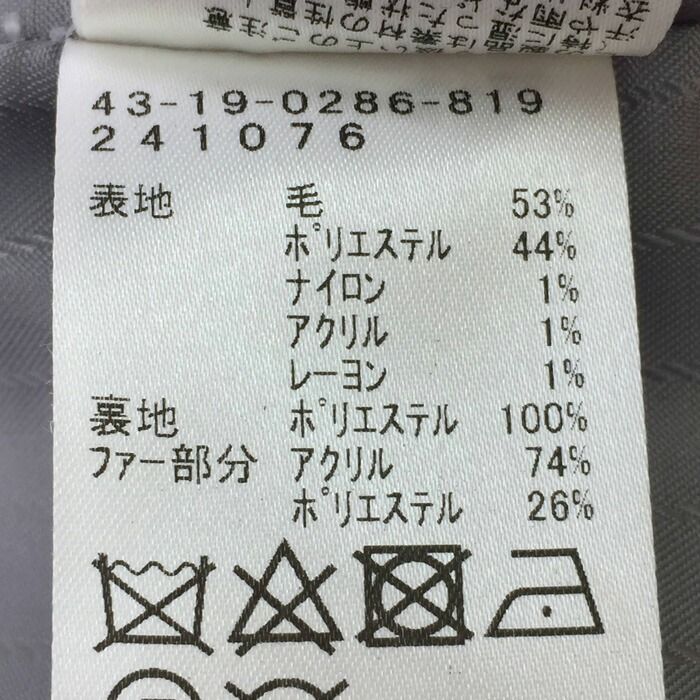 43-19-0286-819
241076
表地 毛 53%
ポリエステル 44%
ナイロン 1%
アクリル 1%
レーヨン 1%
裏地 ポリエステル 100%
ファー部分 アクリル 74%
ポリエステル 26%